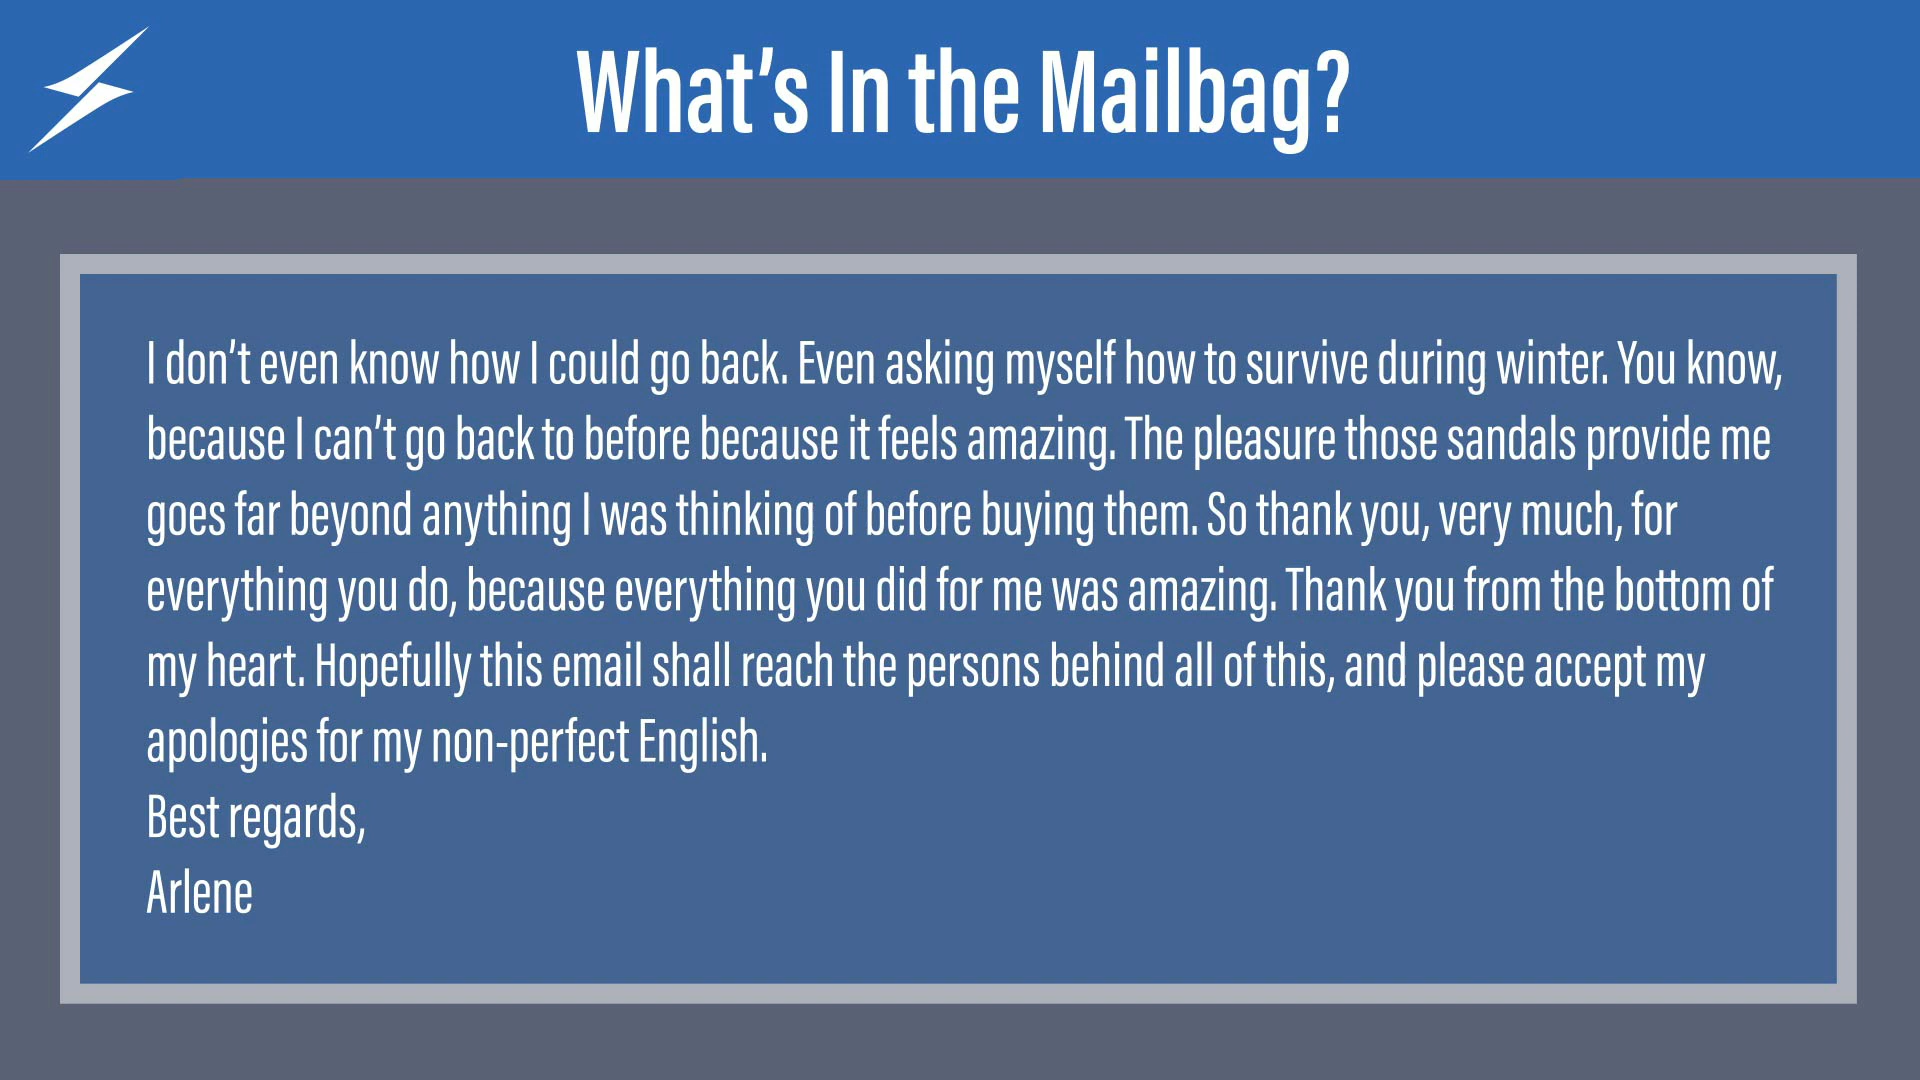 What’s In the Mailbag?
I don’t even know how I could go back. Even asking myself how to survive during winter. You know,
because I can’t go back to before because it feels amazing. The pleasure those sandals provide me
goes far beyond anything I was thinking of before buying them. So thank you, very much, for
everything you do, because everything you did for me was amazing. Thank you from the bottom of
my heart. Hopefully this email shall reach the persons behind all of this, and please accept my
apologies for my non-perfect English.
Best regards,
Arlene